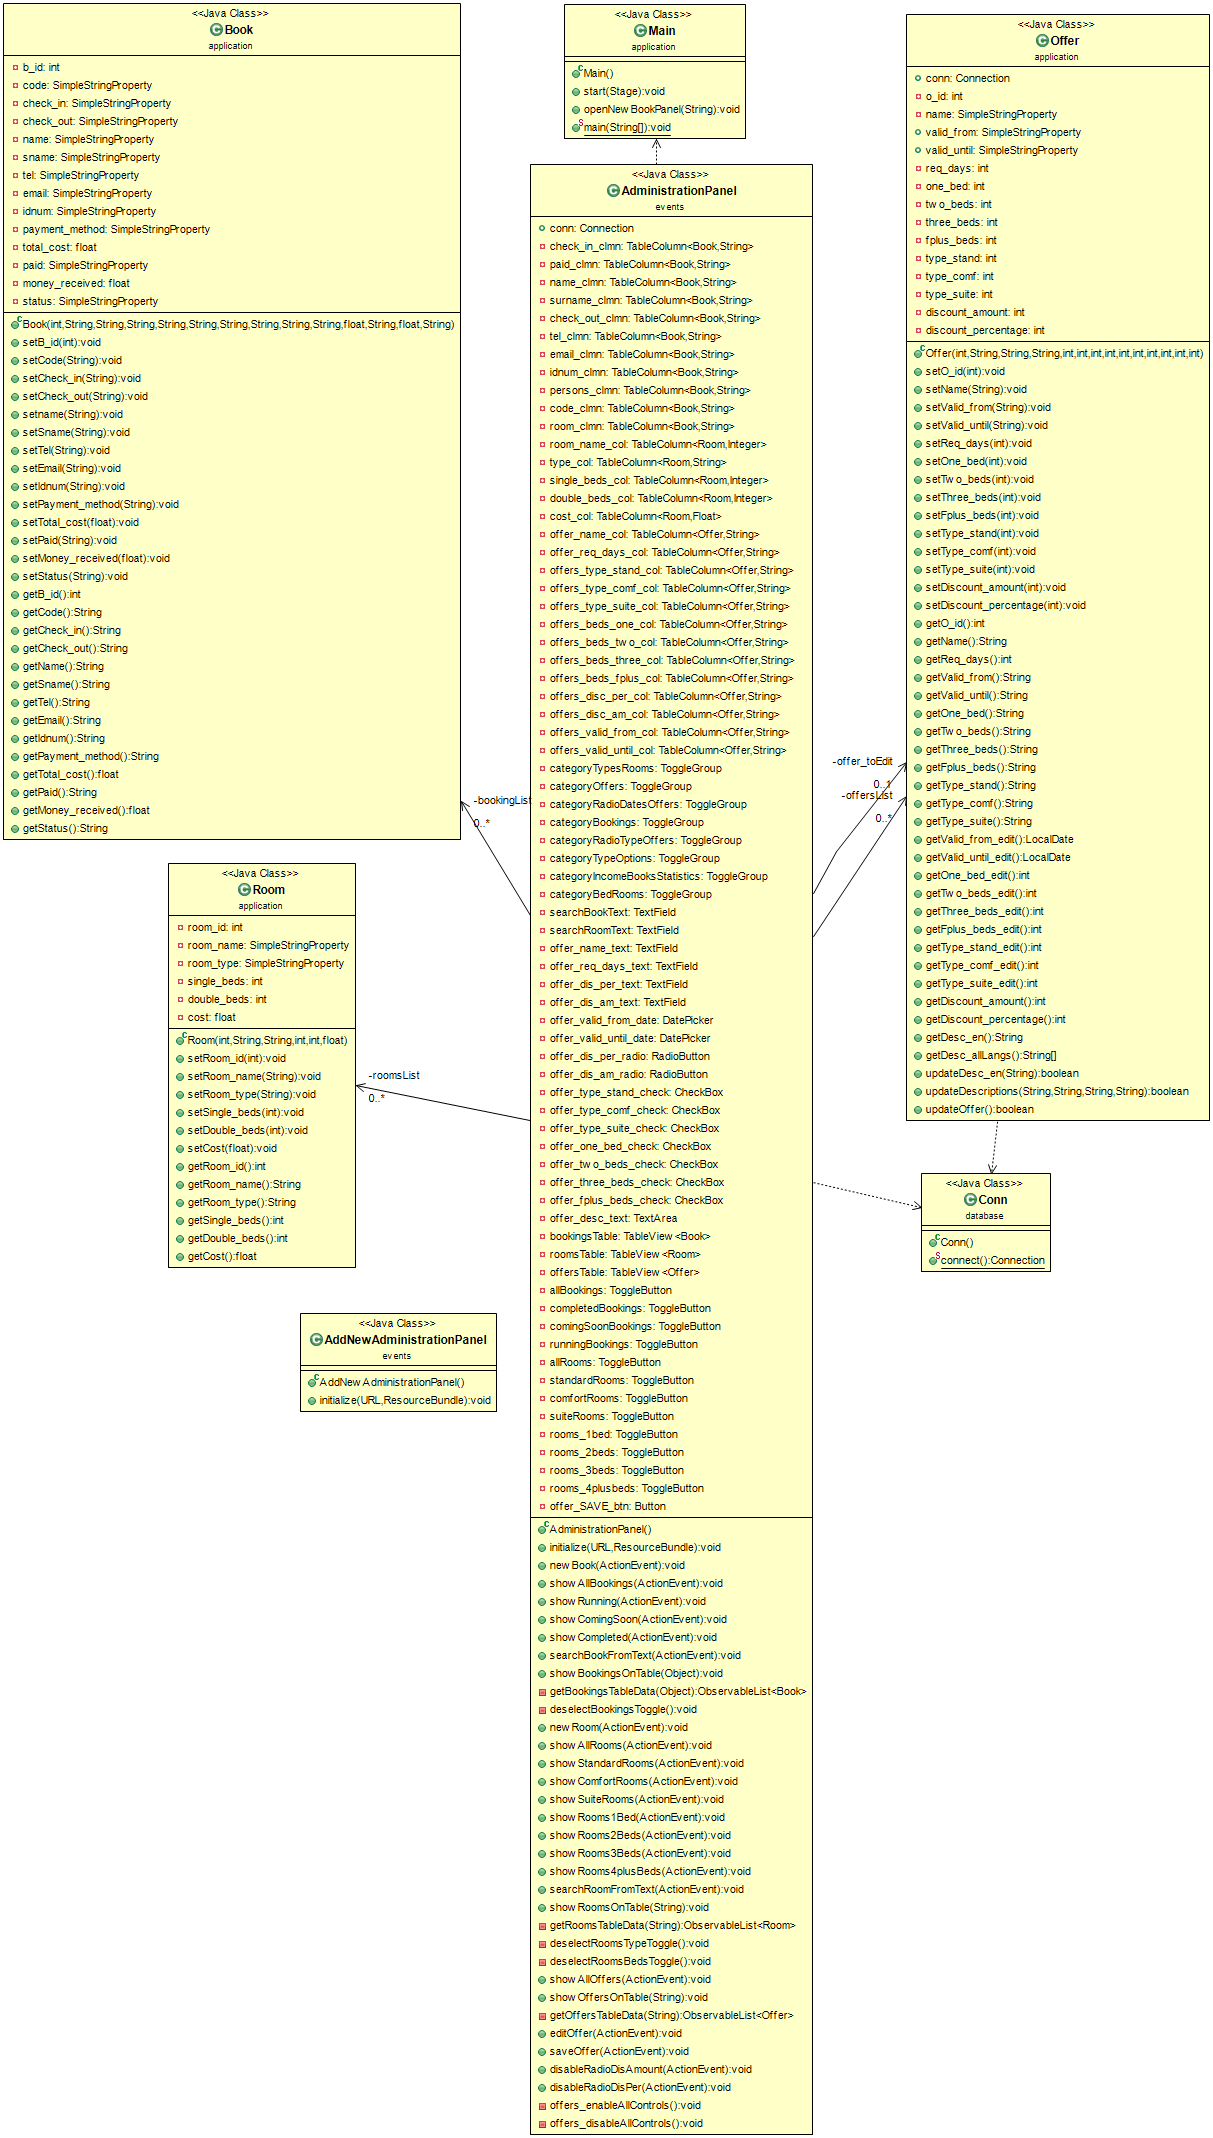 <<Java Class>>
Book
application
b_id: int
code: SimpleStringProperty
check_in: SimpleStringProperty
check_out: SimpleStringProperty
name: SimpleStringProperty
sname: SimpleStringProperty
tel: SimpleStringProperty
email: SimpleStringProperty
idnum: SimpleStringProperty
payment_method: SimpleStringProperty
total_cost: float
paid: SimpleStringProperty
money_received: float
status: SimpleStringProperty
Book(int,String,String,String,String,String,String,String,String,String,float,String,float,String)
setB_id(int):void
setCode(String):void
setCheck_in(String):void
setCheck_out(String):void
setname(String):void
setSname(String):void
setTel(String):void
setEmail(String):void
setIdnum(String):void
setPayment_method(String):void
setTotal_cost(float):void
setPaid(String):void
setMoney_received(float):void
setStatus(String):void
getB_id():int
getCode():String
getCheck_in():String
getCheck_out():String
getName():String
getSname():String
getTel():String
getEmail():String
getIdnum():String
getPayment_method():String
getTotal_cost():float
getPaid():String
getMoney_received():float
getStatus():String
<<Java Class>>
Main
application
Main()
start(Stage):void
openNewBookPanel(String):void
main(String[]):void
<<Java Class>>
AdministrationPanel
events
conn: Connection
check_in_clmn: TableColumn<Book,String>
paid_clmn: TableColumn<Book,String>
name_clmn: TableColumn<Book,String>
surname_clmn: TableColumn<Book,String>
check_out_clmn: TableColumn<Book,String>
tel_clmn: TableColumn<Book,String>
email_clmn: TableColumn<Book,String>
idnum_clmn: TableColumn<Book,String>
persons_clmn: TableColumn<Book,String>
code_clmn: TableColumn<Book,String>
room_clmn: TableColumn<Book,String>
room_name_col: TableColumn<Room,Integer>
type_col: TableColumn<Room,String>
single_beds_col: TableColumn<Room,Integer>
double_beds_col: TableColumn<Room,Integer>
cost_col: TableColumn<Room,Float>
offer_name_col: TableColumn<Offer,String>
offer_req_days_col: TableColumn<Offer,String>
offers_type_stand_col: TableColumn<Offer,String>
offers_type_comf_col: TableColumn<Offer,String>
offers_type_suite_col: TableColumn<Offer,String>
offers_beds_one_col: TableColumn<Offer,String>
offers_beds_two_col: TableColumn<Offer,String>
offers_beds_three_col: TableColumn<Offer,String>
offers_beds_fplus_col: TableColumn<Offer,String>
offers_disc_per_col: TableColumn<Offer,String>
offers_disc_am_col: TableColumn<Offer,String>
offers_valid_from_col: TableColumn<Offer,String>
offers_valid_until_col: TableColumn<Offer,String>
categoryTypesRooms: ToggleGroup
categoryOffers: ToggleGroup
categoryRadioDatesOffers: ToggleGroup
categoryBookings: ToggleGroup
categoryRadioTypeOffers: ToggleGroup
categoryTypeOptions: ToggleGroup
categoryIncomeBooksStatistics: ToggleGroup
categoryBedRooms: ToggleGroup
searchBookText: TextField
searchRoomText: TextField
offer_name_text: TextField
offer_req_days_text: TextField
offer_dis_per_text: TextField
offer_dis_am_text: TextField
offer_valid_from_date: DatePicker
offer_valid_until_date: DatePicker
offer_dis_per_radio: RadioButton
offer_dis_am_radio: RadioButton
offer_type_stand_check: CheckBox
offer_type_comf_check: CheckBox
offer_type_suite_check: CheckBox
offer_one_bed_check: CheckBox
offer_two_beds_check: CheckBox
offer_three_beds_check: CheckBox
offer_fplus_beds_check: CheckBox
offer_desc_text: TextArea
bookingsTable: TableView<Book>
roomsTable: TableView<Room>
offersTable: TableView<Offer>
allBookings: ToggleButton
completedBookings: ToggleButton
comingSoonBookings: ToggleButton
runningBookings: ToggleButton
allRooms: ToggleButton
standardRooms: ToggleButton
comfortRooms: ToggleButton
suiteRooms: ToggleButton
rooms_1bed: ToggleButton
rooms_2beds: ToggleButton
rooms_3beds: ToggleButton
rooms_4plusbeds: ToggleButton
offer_SAVE_btn: Button
AdministrationPanel()
initialize(URL,ResourceBundle):void
newBook(ActionEvent):void
showAllBookings(ActionEvent):void
showRunning(ActionEvent):void
showComingSoon(ActionEvent):void
showCompleted(ActionEvent):void
searchBookFromText(ActionEvent):void
showBookingsOnTable(Object):void
getBookingsTableData(Object):ObservableList<Book>
deselectBookingsToggle():void
newRoom(ActionEvent):void
showAllRooms(ActionEvent):void
showStandardRooms(ActionEvent):void
showComfortRooms(ActionEvent):void
showSuiteRooms(ActionEvent):void
showRooms1Bed(ActionEvent):void
showRooms2Beds(ActionEvent):void
showRooms3Beds(ActionEvent):void
showRooms4plusBeds(ActionEvent):void
searchRoomFromText(ActionEvent):void
showRoomsOnTable(String):void
getRoomsTableData(String):ObservableList<Room>
deselectRoomsTypeToggle():void
deselectRoomsBedsToggle():void
showAllOffers(ActionEvent):void
showOffersOnTable(String):void
getOffersTableData(String):ObservableList<Offer>
editOffer(ActionEvent):void
saveOffer(ActionEvent):void
disableRadioDisAmount(ActionEvent):void
disableRadioDisPer(ActionEvent):void
offers_enableAllControls():void
offers_disableAllControls():void
<<Java Class>>
Offer
application
conn: Connection
o_id: int
name: SimpleStringProperty
valid_from: SimpleStringProperty
valid_until: SimpleStringProperty
req_days: int
one_bed: int
two_beds: int
three_beds: int
fplus_beds: int
type_stand: int
type_comf: int
type_suite: int
discount_amount: int
discount_percentage: int
Offer(int,String,String,String,int,int,int,int,int,int,int,int,int,int)
setO_id(int):void
setName(String):void
setValid_from(String):void
setValid_until(String):void
setReq_days(int):void
setOne_bed(int):void
setTwo_beds(int):void
setThree_beds(int):void
setFplus_beds(int):void
setType_stand(int):void
setType_comf(int):void
setType_suite(int):void
setDiscount_amount(int):void
setDiscount_percentage(int):void
getO_id():int
getName():String
getReq_days():int
getValid_from():String
getValid_until():String
getOne_bed():String
getTwo_beds():String
getThree_beds():String
getFplus_beds():String
getType_stand():String
getType_comf():String
getType_suite():String
getValid_from_edit():LocalDate
getValid_until_edit():LocalDate
getOne_bed_edit():int
getTwo_beds_edit():int
getThree_beds_edit():int
getFplus_beds_edit():int
getType_stand_edit():int
getType_comf_edit():int
getType_suite_edit():int
getDiscount_amount():int
getDiscount_percentage():int
getDesc_en():String
getDesc_allLangs():String[]
updateDesc_en(String):boolean
updateDescriptions(String,String,String,String):boolean
updateOffer():boolean
-bookingList
0..*
-offer_toEdit
0..1
-offersList
0..*
<<Java Class>>
Room
application
room_id: int
room_name: SimpleStringProperty
room_type: SimpleStringProperty
single_beds: int
double_beds: int
cost: float
Room(int,String,String,int,int,float)
setRoom_id(int):void
setRoom_name(String):void
setRoom_type(String):void
setSingle_beds(int):void
setDouble_beds(int):void
setCost(float):void
getRoom_id():int
getRoom_name():String
getRoom_type():String
getSingle_beds():int
getDouble_beds():int
getCost():float
-roomsList
0..*
<<Java Class>>
Conn
database
Conn()
connect():Connection
<<Java Class>>
AddNewAdministrationPanel
events
AddNewAdministrationPanel()
initialize(URL,ResourceBundle):void